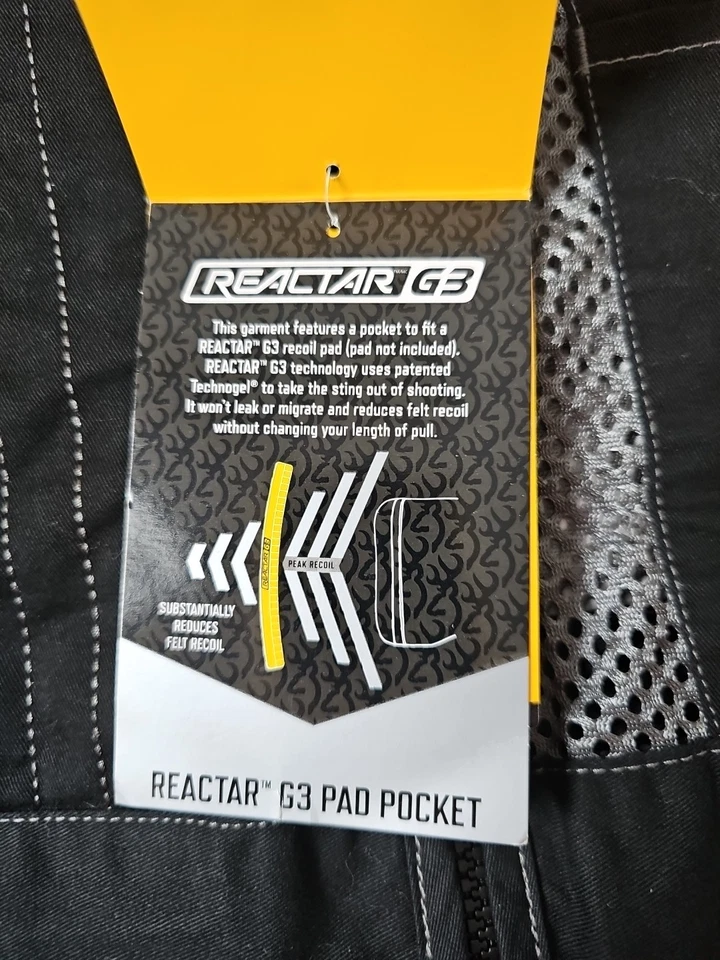 REACTAR™ G3
This garment features a pocket to fit a
REACTAR™ G3 recoil pad (pad not included).
REACTAR™ G3 technology uses patented
Technogel® to take the sting out of shooting.
It won't leak or migrate and reduces felt recoil
without changing your length of pull.
REACTAR G3
PEAK RECOIL
SUBSTANTIALLY
REDUCES
FELT RECOIL
REACTAR™ G3 PAD POCKET